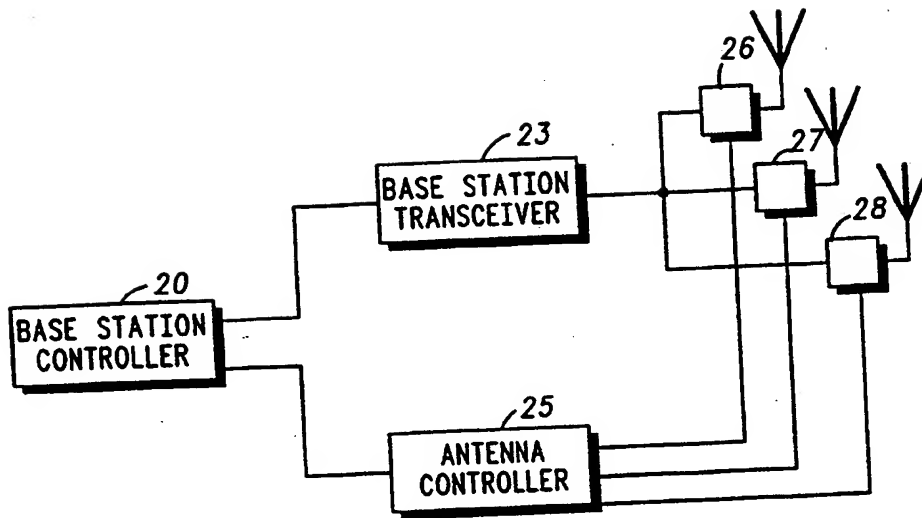 26
27
28
23
BASE STATION
TRANSCEIVER
20
BASE STATION
CONTROLLER
25
ANTENNA
CONTROLLER